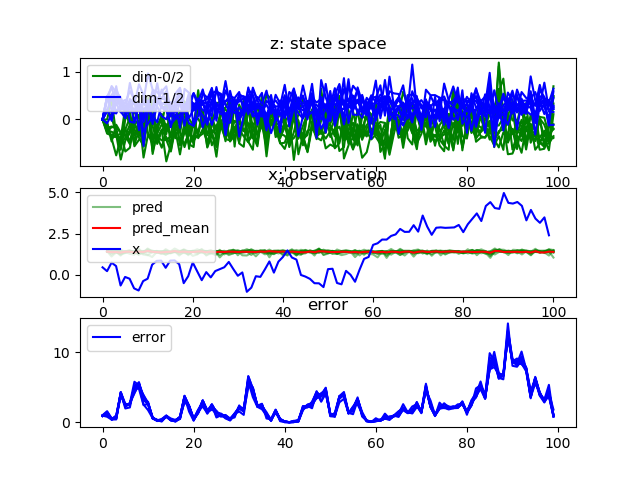 z: state space
1
0
dim-0/2
dim-1/2
0 20 40 60 80 100
x: observation
5.0
2.5
0.0
pred
pred_mean
x
0 20 40 60 80 100
error
10
0
error
0 20 40 60 80 100